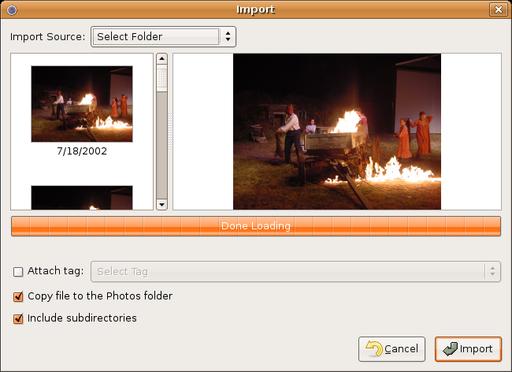 Import
Import Source: Select Folder
7/18/2002
Done Loading
Attach tag: Select Tag
Copy file to the Photos folder
Include subdirectories
Cancel Import